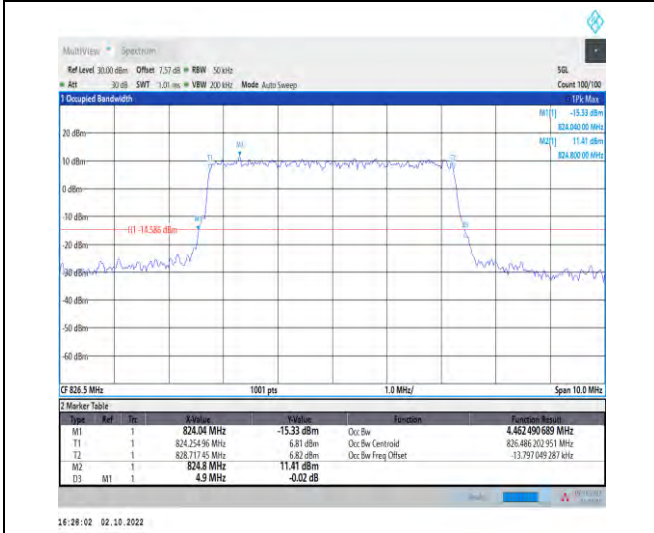 MultiView Spectrum
Ref Level 30.00 dBm Offset 7.57 dB RBW 50 kHz SGL
Att 30 dB SWT 1.01 ms VBW 200 kHz Mode Auto Sweep Count 100/100
1 Occupied Bandwidth 1Pk Max
M1[1] -15.33 dBm
824.040 00 MHz
M2[1] 11.41 dBm
824.800 00 MHz
20 dBm
10 dBm
0 dBm
-10 dBm
H1 -14.586 dBm
-20 dBm
-30 dBm
-40 dBm
-50 dBm
-60 dBm
T1
M2
T2
M1
D3
CF 826.5 MHz 1001 pts 1.0 MHz/ Span 10.0 MHz
2 Marker Table
Type Ref Trc X-Value Y-Value Function Function Result
M1 1 824.04 MHz -15.33 dBm Occ Bw 4.462 490 689 MHz
T1 1 824.254 96 MHz 6.81 dBm Occ Bw Centroid 826.486 202 951 MHz
T2 1 828.717 45 MHz 6.82 dBm Occ Bw Freq Offset -13.797 049 287 kHz
M2 1 824.8 MHz 11.41 dBm
D3 M1 1 4.9 MHz -0.02 dB
16:26:02 02.10.2022